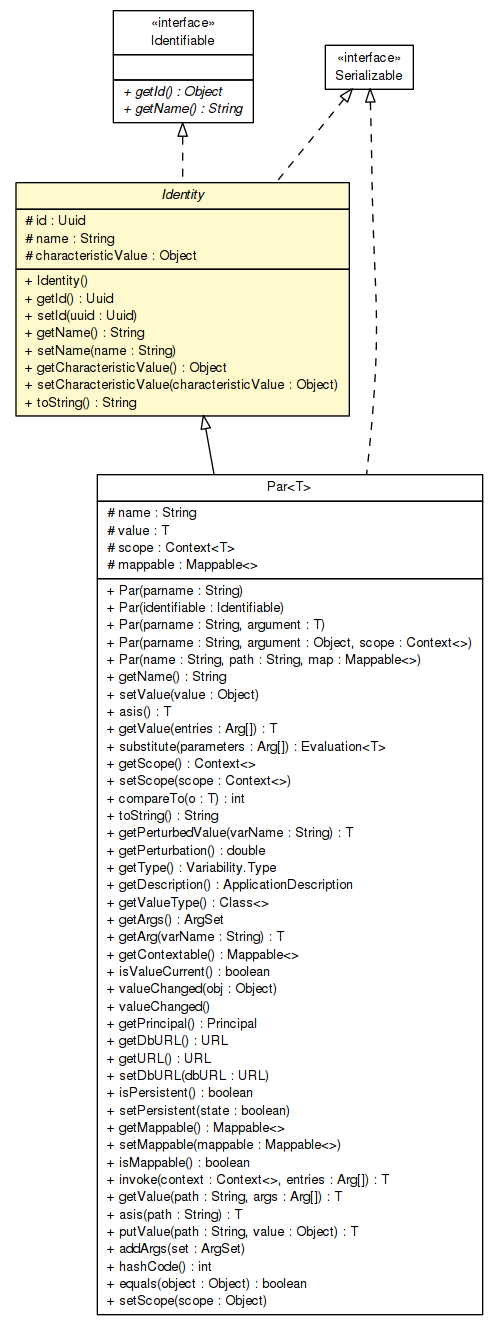 «interface»
Identifiable
+ getId() : Object
+ getName() : String
«interface»
Serializable
Identity
# id : Uuid
# name : String
# characteristicValue : Object
+ Identity()
+ getId() : Uuid
+ setId(uuid : Uuid)
+ getName() : String
+ setName(name : String)
+ getCharacteristicValue() : Object
+ setCharacteristicValue(characteristicValue : Object)
+ toString() : String
Par<T>
# name : String
# value : T
# scope : Context<T>
# mappable : Mappable<>
+ Par(parname : String)
+ Par(identifiable : Identifiable)
+ Par(parname : String, argument : T)
+ Par(parname : String, argument : Object, scope : Context<>)
+ Par(name : String, path : String, map : Mappable<>)
+ getName() : String
+ setValue(value : Object)
+ asis() : T
+ getValue(entries : Arg[]) : T
+ substitute(parameters : Arg[]) : Evaluation<T>
+ getScope() : Context<>
+ setScope(scope : Context<>)
+ compareTo(o : T) : int
+ toString() : String
+ getPerturbedValue(varName : String) : T
+ getPerturbation() : double
+ getType() : Variability.Type
+ getDescription() : ApplicationDescription
+ getValueType() : Class<>
+ getArgs() : ArgSet
+ getArg(varName : String) : T
+ getContextable() : Mappable<>
+ isValueCurrent() : boolean
+ valueChanged(obj : Object)
+ valueChanged()
+ getPrincipal() : Principal
+ getDbURL() : URL
+ getURL() : URL
+ setDbURL(dbURL : URL)
+ isPersistent() : boolean
+ setPersistent(state : boolean)
+ getMappable() : Mappable<>
+ setMappable(mappable : Mappable<>)
+ isMappable() : boolean
+ invoke(context : Context<>, entries : Arg[]) : T
+ getValue(path : String, args : Arg[]) : T
+ asis(path : String) : T
+ putValue(path : String, value : Object) : T
+ addArgs(set : ArgSet)
+ hashCode() : int
+ equals(object : Object) : boolean
+ setScope(scope : Object)